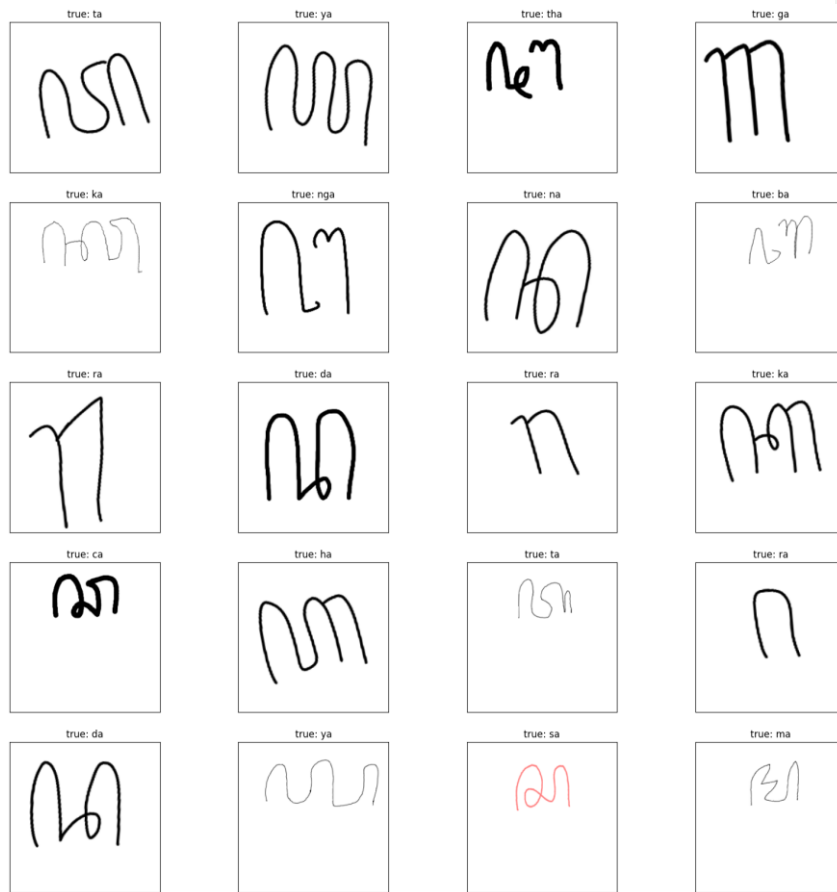 true: ta true: ya true: tha true: ga
ꦠ ꦪ ꦛ ꦒ
true: ka true: nga true: na true: ba
ꦏ ꦔ ꦤ ꦧ
true: ra true: da true: ra true: ka
ꦫ ꦢ ꦫ ꦏ
true: ca true: ha true: ta true: ra
ꦕ ꦲ ꦠ ꦫ
true: da true: ya true: sa true: ma
ꦢ ꦪ ꦱ ꦩ